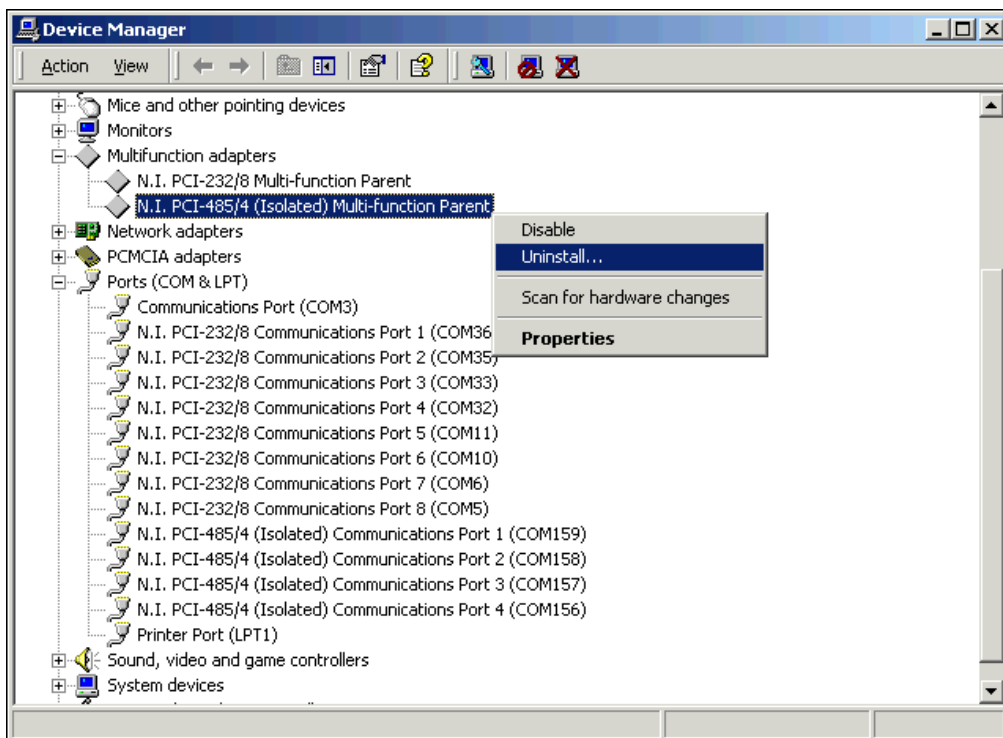 Device Manager
Action View
Mice and other pointing devices
Monitors
Multifunction adapters
N.I. PCI-232/8 Multi-function Parent
N.I. PCI-485/4 (Isolated) Multi-function Parent
Network adapters
PCMCIA adapters
Ports (COM & LPT)
Communications Port (COM3)
N.I. PCI-232/8 Communications Port 1 (COM36
N.I. PCI-232/8 Communications Port 2 (COM35)
N.I. PCI-232/8 Communications Port 3 (COM33)
N.I. PCI-232/8 Communications Port 4 (COM32)
N.I. PCI-232/8 Communications Port 5 (COM11)
N.I. PCI-232/8 Communications Port 6 (COM10)
N.I. PCI-232/8 Communications Port 7 (COM6)
N.I. PCI-232/8 Communications Port 8 (COM5)
N.I. PCI-485/4 (Isolated) Communications Port 1 (COM159)
N.I. PCI-485/4 (Isolated) Communications Port 2 (COM158)
N.I. PCI-485/4 (Isolated) Communications Port 3 (COM157)
N.I. PCI-485/4 (Isolated) Communications Port 4 (COM156)
Printer Port (LPT1)
Sound, video and game controllers
System devices
Disable
Uninstall...
Scan for hardware changes
Properties